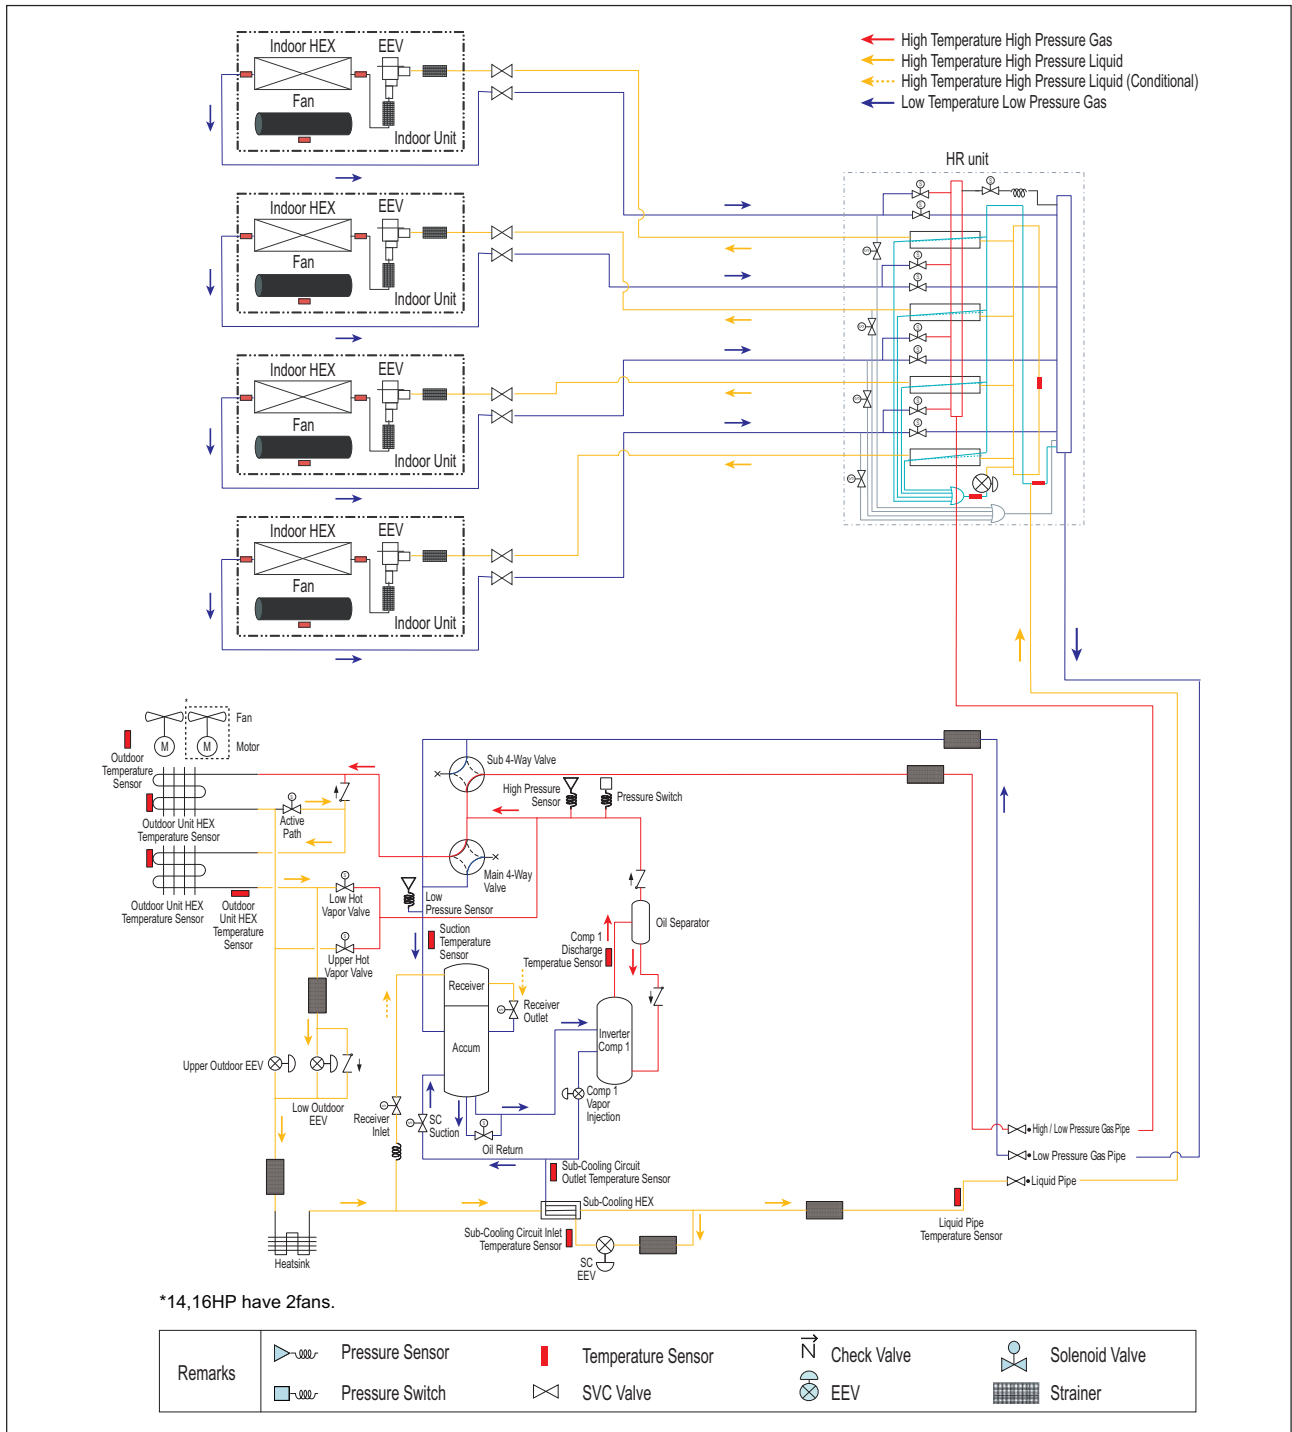 High Temperature High Pressure Gas
High Temperature High Pressure Liquid
High Temperature High Pressure Liquid (Conditional)
Low Temperature Low Pressure Gas
Indoor HEX
EEV
Fan
Indoor Unit
Indoor HEX
EEV
Fan
Indoor Unit
Indoor HEX
EEV
Fan
Indoor Unit
Indoor HEX
EEV
Fan
Indoor Unit
HR unit
S
S
S
S
S
S
S
S
S
S
S
S
S
*
Fan
Motor
M
M
Outdoor
Temperature
Sensor
Outdoor Unit HEX
Temperature Sensor
S
Active
Path
Outdoor Unit HEX
Temperature Sensor
Outdoor
Unit HEX
Temperature
Sensor
S
Low Hot
Vapor Valve
S
Upper Hot
Vapor Valve
Sub 4-Way Valve
High Pressure
Sensor
Pressure Switch
Main 4-Way
Valve
Low
Pressure Sensor
Suction
Temperature
Sensor
Comp 1
Discharge
Temperatue Sensor
Oil Separator
Receiver
Accum
S
Receiver
Outlet
Inverter
Comp 1
Upper Outdoor EEV
Low Outdoor
EEV
S
Receiver
Inlet
S
SC
Suction
S
Oil Return
Comp 1
Vapor
Injection
Sub-Cooling Circuit
Outlet Temperature Sensor
Sub-Cooling HEX
Sub-Cooling Circuit Inlet
Temperature Sensor
SC
EEV
Heatsink
High / Low Pressure Gas Pipe
Low Pressure Gas Pipe
Liquid Pipe
Liquid Pipe
Temperature Sensor
*14,16HP have 2fans.
Remarks
Pressure Sensor
Temperature Sensor
Check Valve
Solenoid Valve
Pressure Switch
SVC Valve
EEV
Strainer